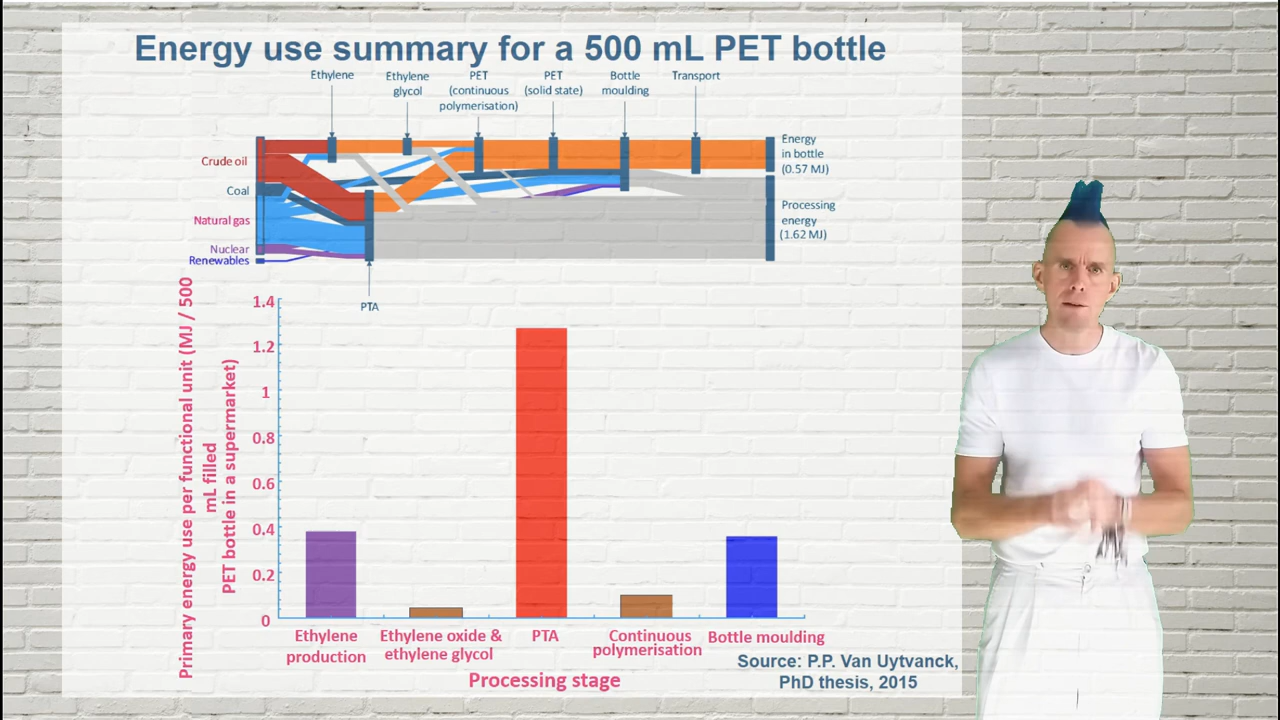 Energy use summary for a 500 mL PET bottle
Ethylene
Ethylene
glycol
PET
(continuous
polymerisation)
PET
(solid state)
Bottle
moulding
Transport
Crude oil
Coal
Natural gas
Nuclear
Renewables
Energy
in bottle
(0.57 MJ)
Processing
energy
(1.62 MJ)
PTA
Primary energy use per functional unit (MJ / 500
mL filled
PET bottle in a supermarket)
1.4
1.2
1
0.8
0.6
0.4
0.2
0
Ethylene
production
Ethylene oxide &
ethylene glycol
PTA
Continuous
polymerisation
Bottle moulding
Processing stage
Source: P.P. Van Uytvanck,
PhD thesis, 2015